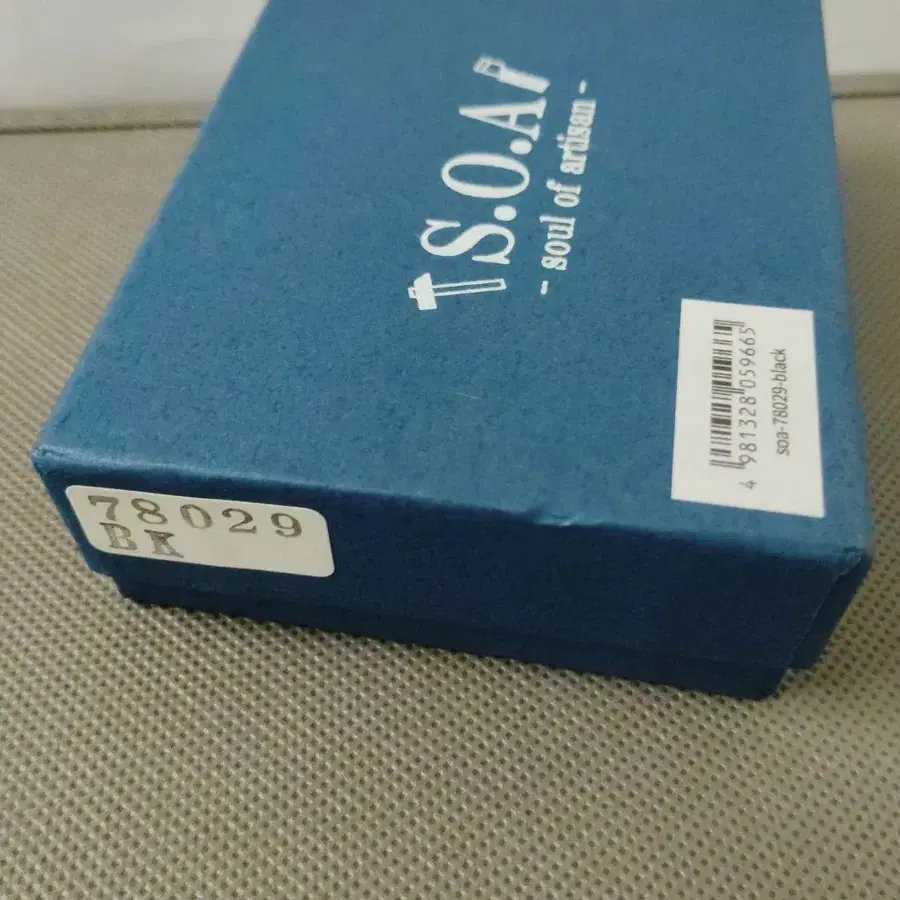 S.O.A
- soul of artisan -
4 981328 059665
soa-78029-black
78029
BK